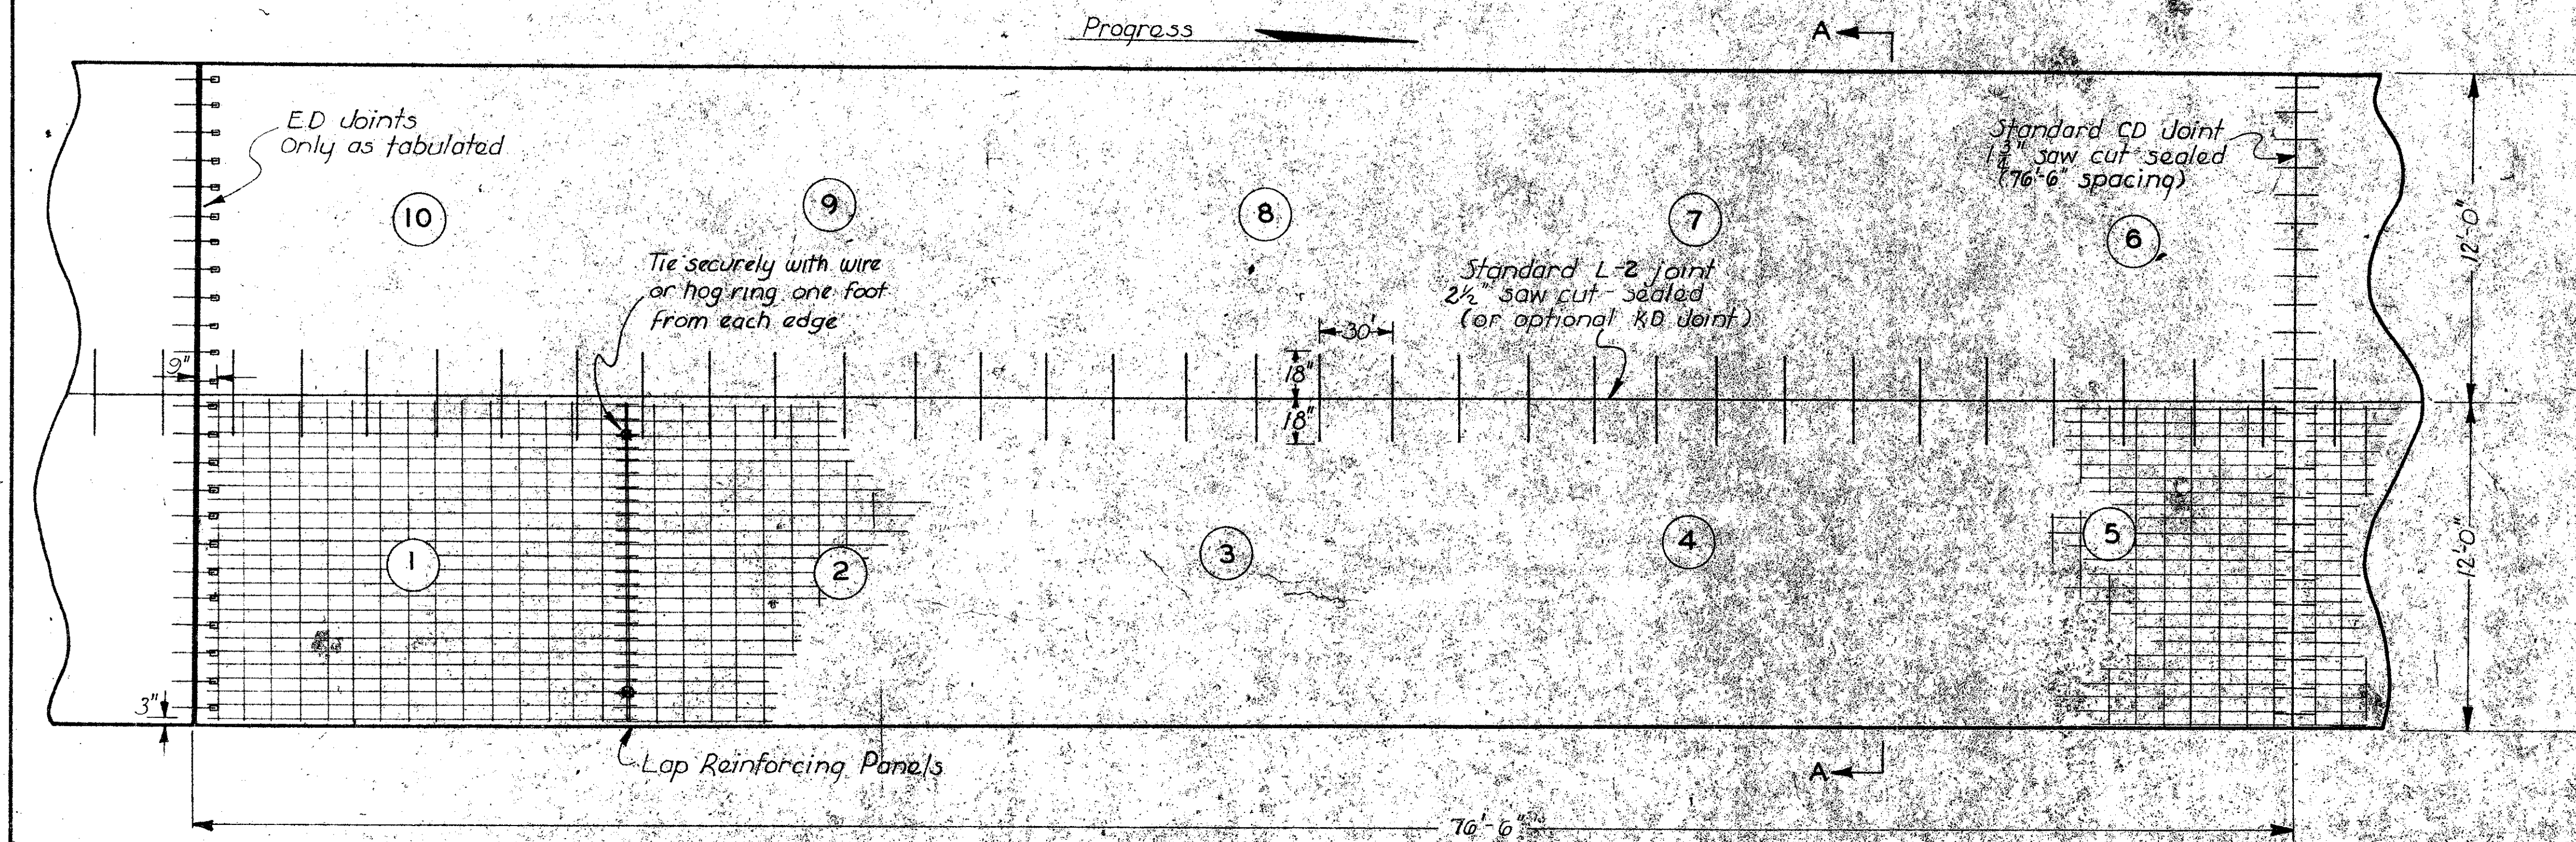 Progress
A
ED Joints
Only as tabulated
Standard CD Joint
1 3/4" saw cut sealed
(76'-6" spacing)
10
9
8
7
6
12'-0"
Tie securely with wire
or hog ring one foot
from each edge
Standard L-2 joint
2½" saw cut - sealed
(or optional KD Joint)
30'
9"
18"
18"
1
2
3
4
5
12'-0"
3"
Lap Reinforcing Panels
A
76'-6"